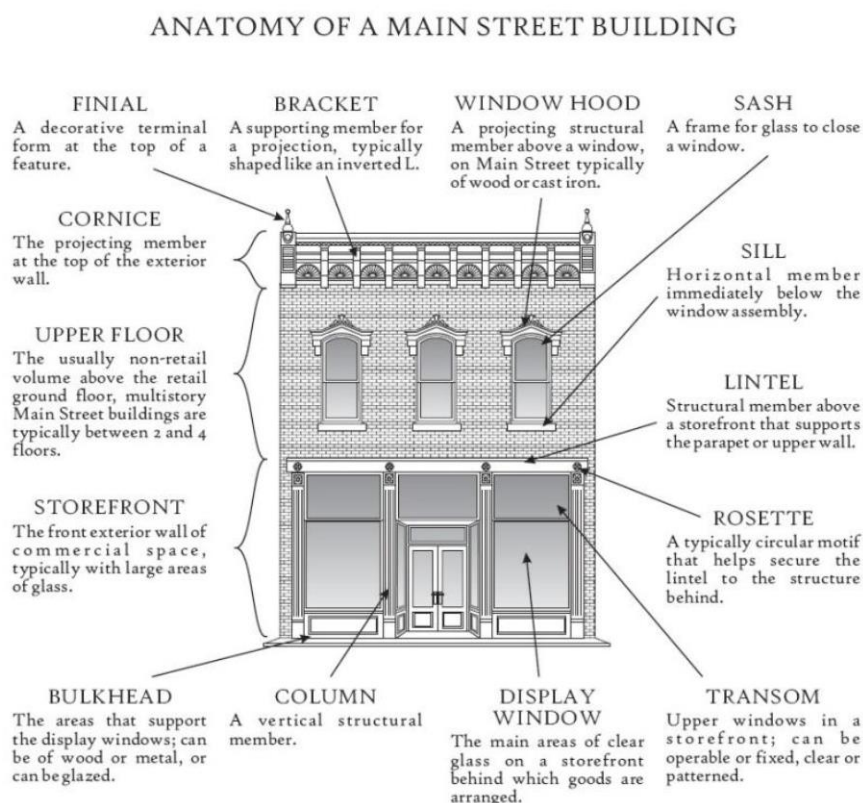 ANATOMY OF A MAIN STREET BUILDING
FINIAL
A decorative terminal
form at the top of a
feature.
BRACKET
A supporting member for
a projection, typically
shaped like an inverted L.
WINDOW HOOD
A projecting structural
member above a window,
on Main Street typically
of wood or cast iron.
SASH
A frame for glass to close
a window.
CORNICE
The projecting member
at the top of the exterior
wall.
SILL
Horizontal member
immediately below the
window assembly.
UPPER FLOOR
The usually non-retail
volume above the retail
ground floor, multistory
Main Street buildings are
typically between 2 and 4
floors.
LINTEL
Structural member above
a storefront that supports
the parapet or upper wall.
STOREFRONT
The front exterior wall of
commercial space,
typically with large areas
of glass.
ROSETTE
A typically circular motif
that helps secure the
lintel to the structure
behind.
BULKHEAD
The areas that support
the display windows; can
be of wood or metal, or
can be glazed.
COLUMN
A vertical structural
member.
DISPLAY
WINDOW
The main areas of clear
glass on a storefront
behind which goods are
arranged.
TRANSOM
Upper windows in a
storefront; can be
operable or fixed, clear or
patterned.